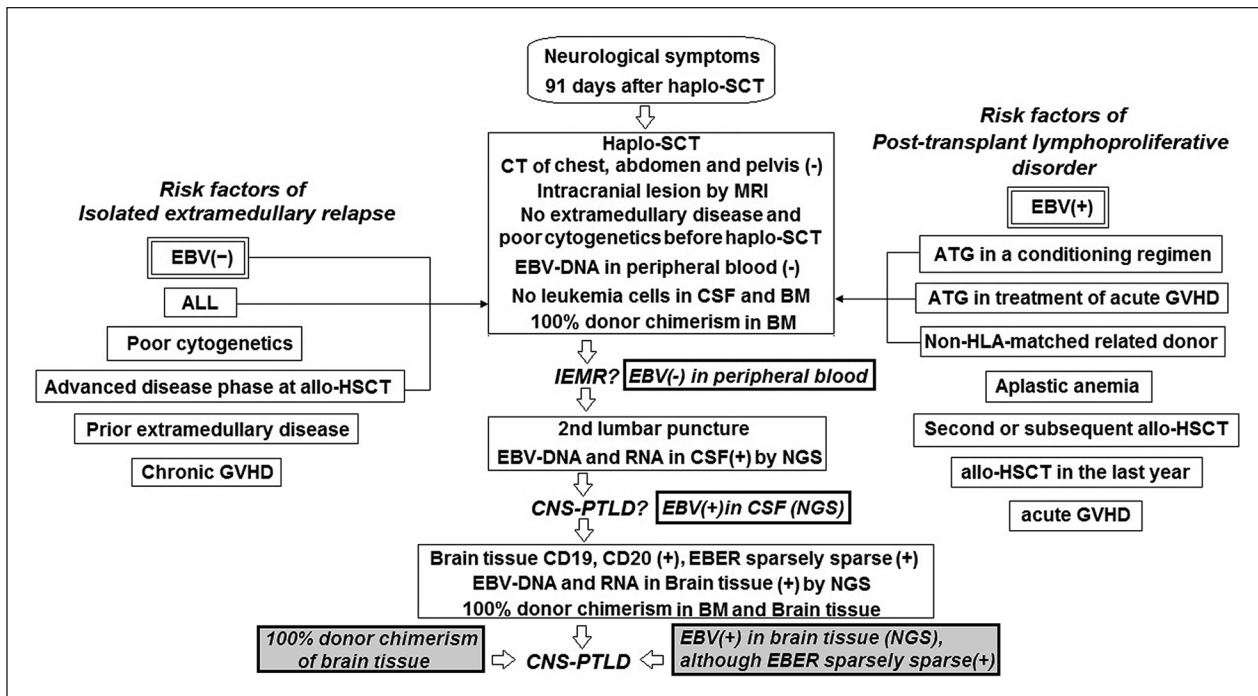 Neurological symptoms
91 days after haplo-SCT
Haplo-SCT
CT of chest, abdomen and pelvis (-)
Intracranial lesion by MRI
No extramedullary disease and
poor cytogenetics before haplo-SCT
EBV-DNA in peripheral blood (-)
No leukemia cells in CSF and BM
100% donor chimerism in BM
Risk factors of
Isolated extramedullary relapse
EBV(−)
ALL
Poor cytogenetics
Advanced disease phase at allo-HSCT
Prior extramedullary disease
Chronic GVHD
Risk factors of
Post-transplant lymphoproliferative
disorder
EBV(+)
ATG in a conditioning regimen
ATG in treatment of acute GVHD
Non-HLA-matched related donor
Aplastic anemia
Second or subsequent allo-HSCT
allo-HSCT in the last year
acute GVHD
IEMR? EBV(-) in peripheral blood
2nd lumbar puncture
EBV-DNA and RNA in CSF(+) by NGS
CNS-PTLD? EBV(+)in CSF (NGS)
Brain tissue CD19, CD20 (+), EBER sparsely sparse (+)
EBV-DNA and RNA in Brain tissue (+) by NGS
100% donor chimerism in BM and Brain tissue
100% donor chimerism
of brain tissue
CNS-PTLD
EBV(+) in brain tissue (NGS),
although EBER sparsely sparse(+)